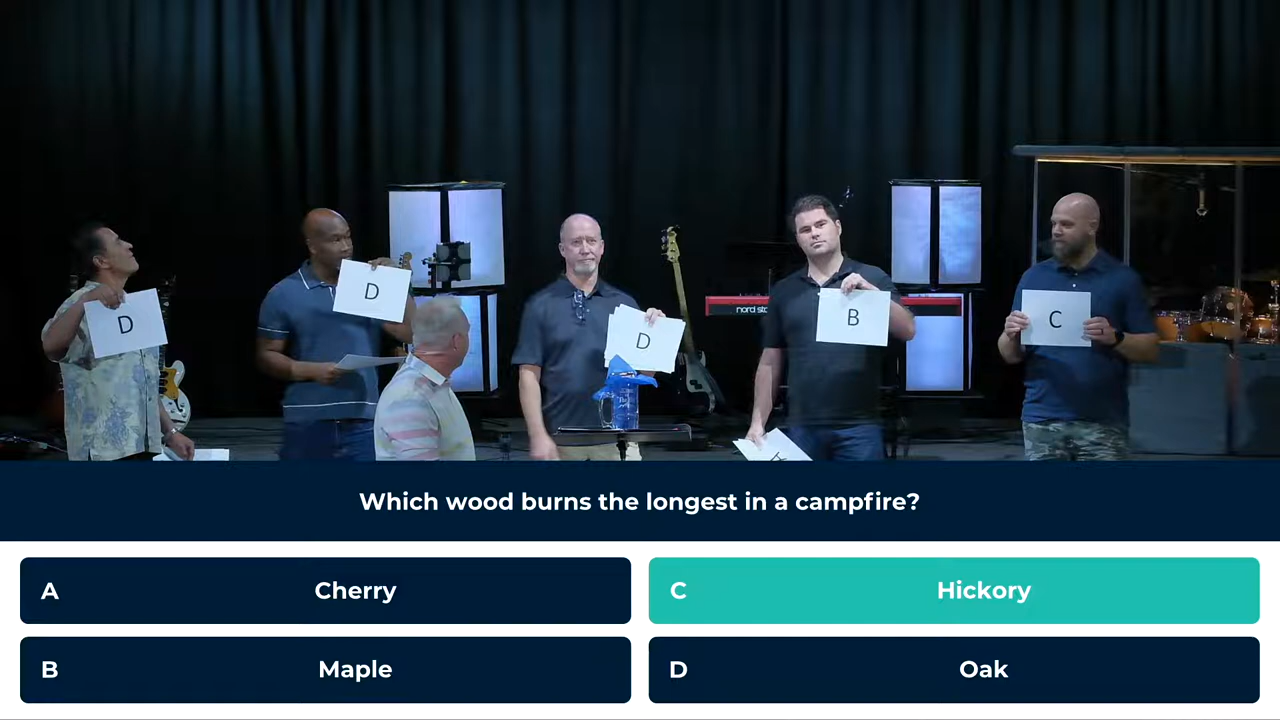 D
D
D
B
C
nord
Which wood burns the longest in a campfire?
A Cherry
C Hickory
B Maple
D Oak